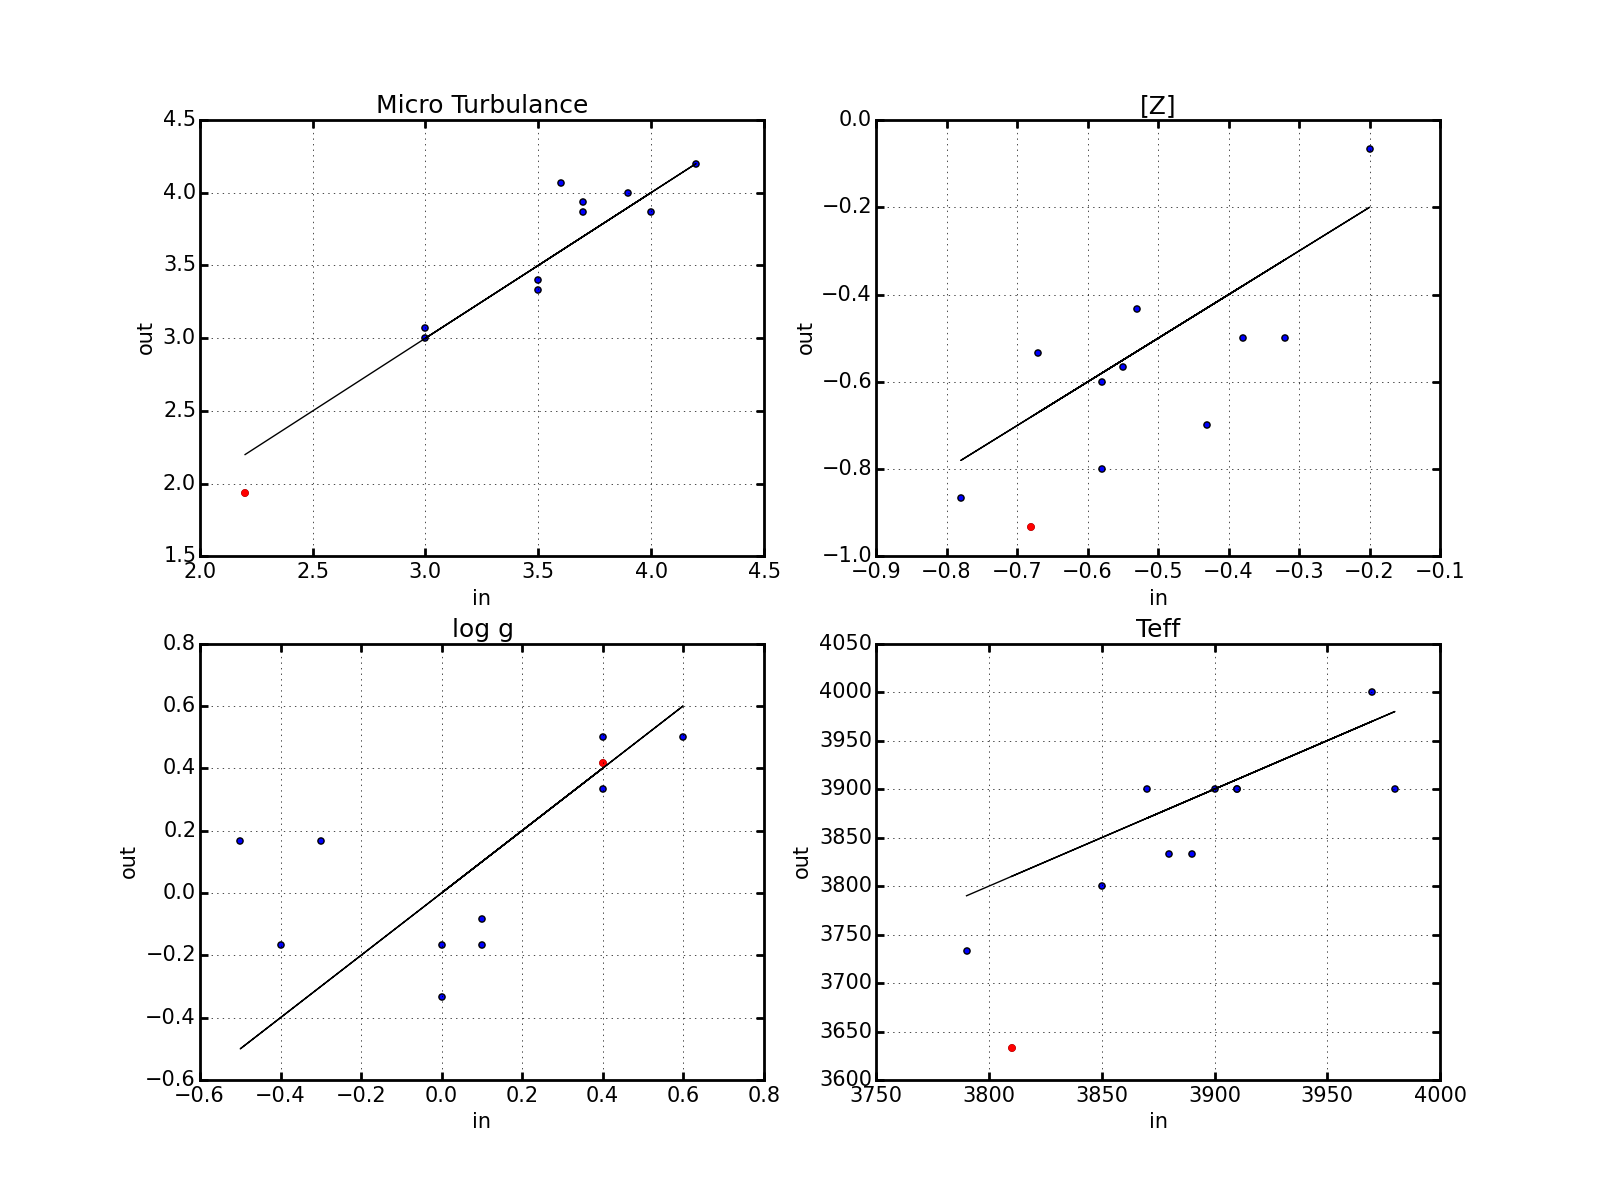 Micro Turbulance
4.5
4.0
3.5
3.0
2.5
2.0
1.5
out
2.0 2.5 3.0 3.5 4.0 4.5
in
[Z]
0.0
−0.2
−0.4
−0.6
−0.8
−1.0
out
−0.9 −0.8 −0.7 −0.6 −0.5 −0.4 −0.3 −0.2 −0.1
in
log g
0.8
0.6
0.4
0.2
0.0
−0.2
−0.4
−0.6
out
−0.6 −0.4 −0.2 0.0 0.2 0.4 0.6 0.8
in
Teff
4050
4000
3950
3900
3850
3800
3750
3700
3650
3600
out
3750 3800 3850 3900 3950 4000
in